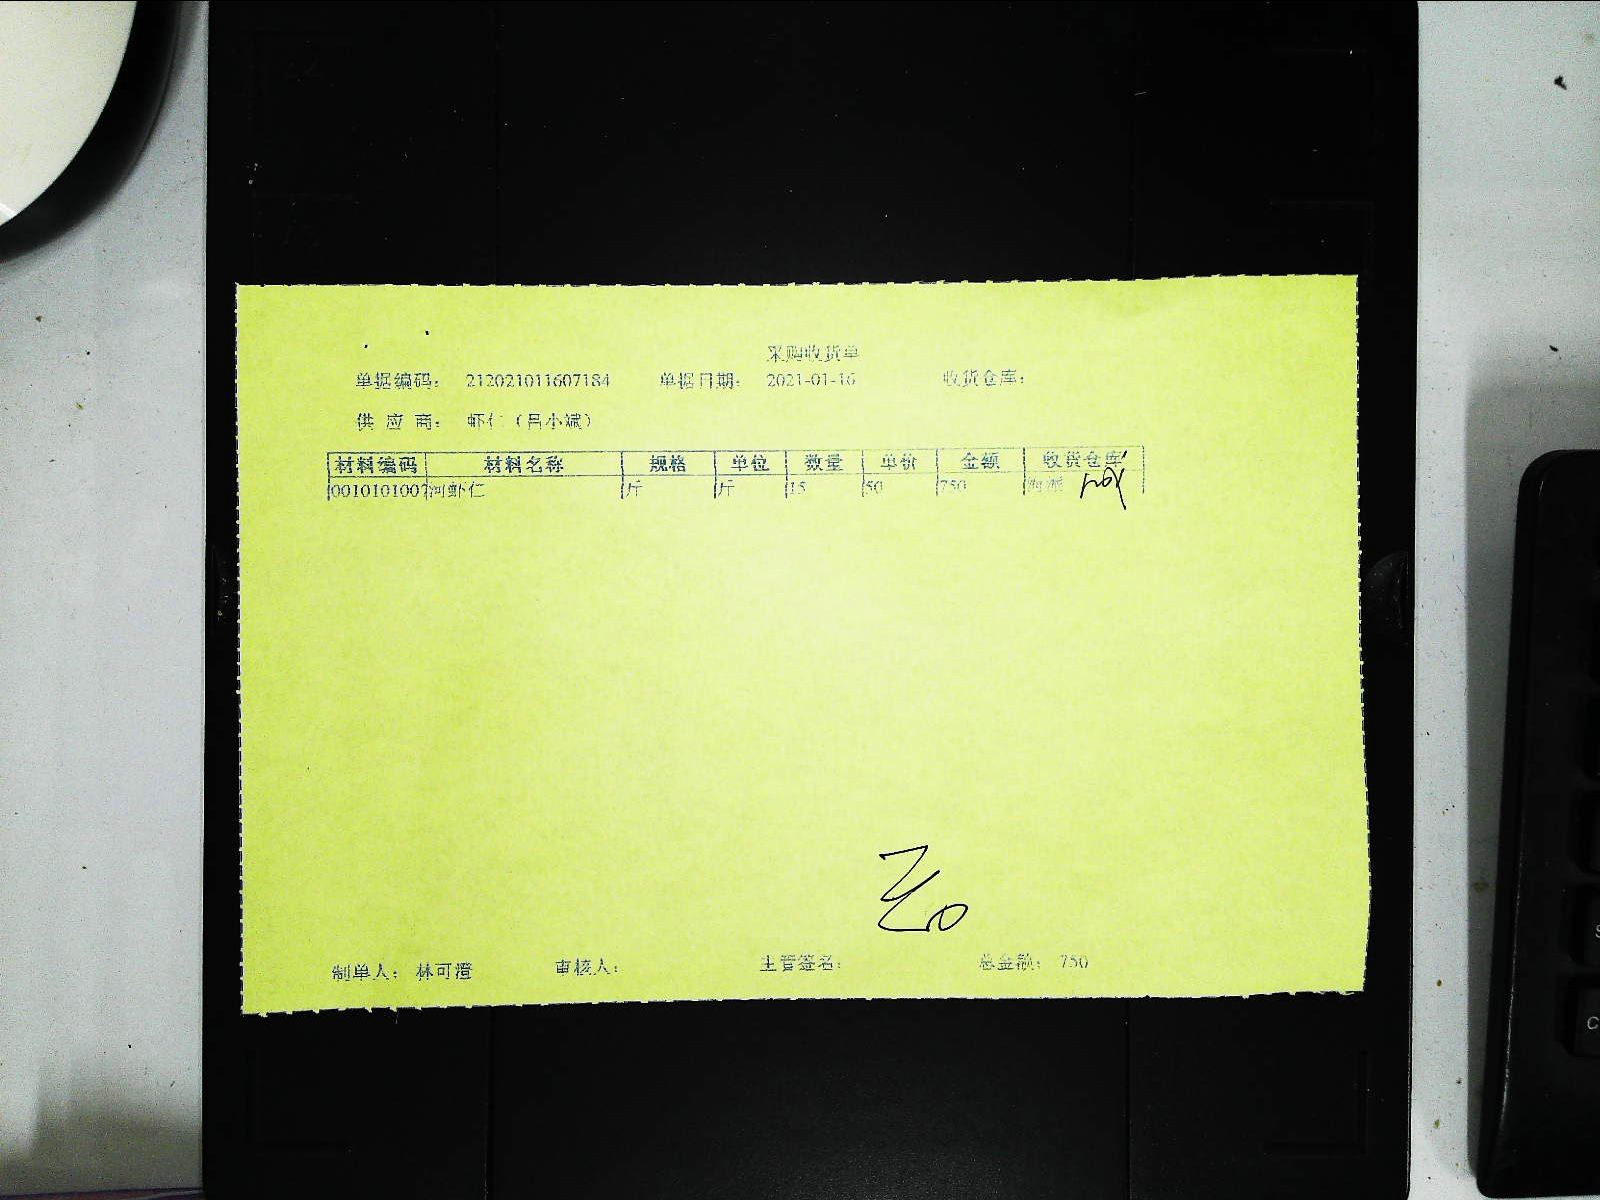 采购收货单
单据编码: 212021011607184 单据日期: 2021-01-16 收货仓库:
供应商: 虾仁(吕小斌)
材料编码 材料名称 规格 单位 数量 单价 金额 收货仓库
0010101007 河虾仁 斤 斤 15 50 750
制单人: 林可澄 审核人: 主管签名: 总金额: 750